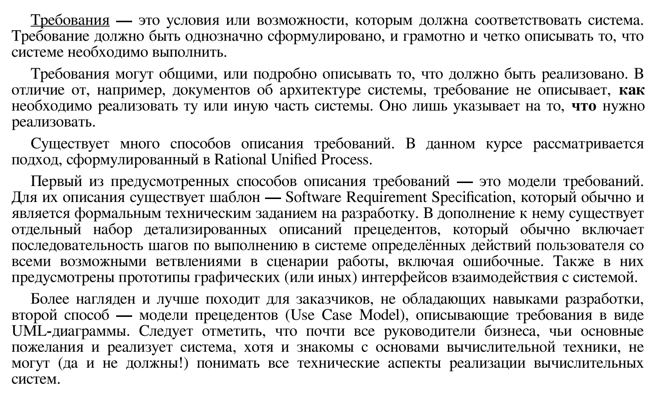 Требования — это условия или возможности, которым должна соответствовать система.
Требование должно быть однозначно сформулировано, и грамотно и четко описывать то, что
системе необходимо выполнить.
Требования могут общими, или подробно описывать то, что должно быть реализовано. В
отличие от, например, документов об архитектуре системы, требование не описывает, как
необходимо реализовать ту или иную часть системы. Оно лишь указывает на то, что нужно
реализовать.
Существует много способов описания требований. В данном курсе рассматривается
подход, сформулированный в Rational Unified Process.
Первый из предусмотренных способов описания требований — это модели требований.
Для их описания существует шаблон — Software Requirement Specification, который обычно и
является формальным техническим заданием на разработку. В дополнение к нему существует
отдельный набор детализированных описаний прецедентов, который обычно включает
последовательность шагов по выполнению в системе определённых действий пользователя со
всеми возможными ветвлениями в сценарии работы, включая ошибочные. Также в них
предусмотрены прототипы графических (или иных) интерфейсов взаимодействия с системой.
Более нагляден и лучше походит для заказчиков, не обладающих навыками разработки,
второй способ — модели прецедентов (Use Case Model), описывающие требования в виде
UML-диаграммы. Следует отметить, что почти все руководители бизнеса, чьи основные
пожелания и реализует система, хотя и знакомы с основами вычислительной техники, не
могут (да и не должны!) понимать все технические аспекты реализации вычислительных
систем.